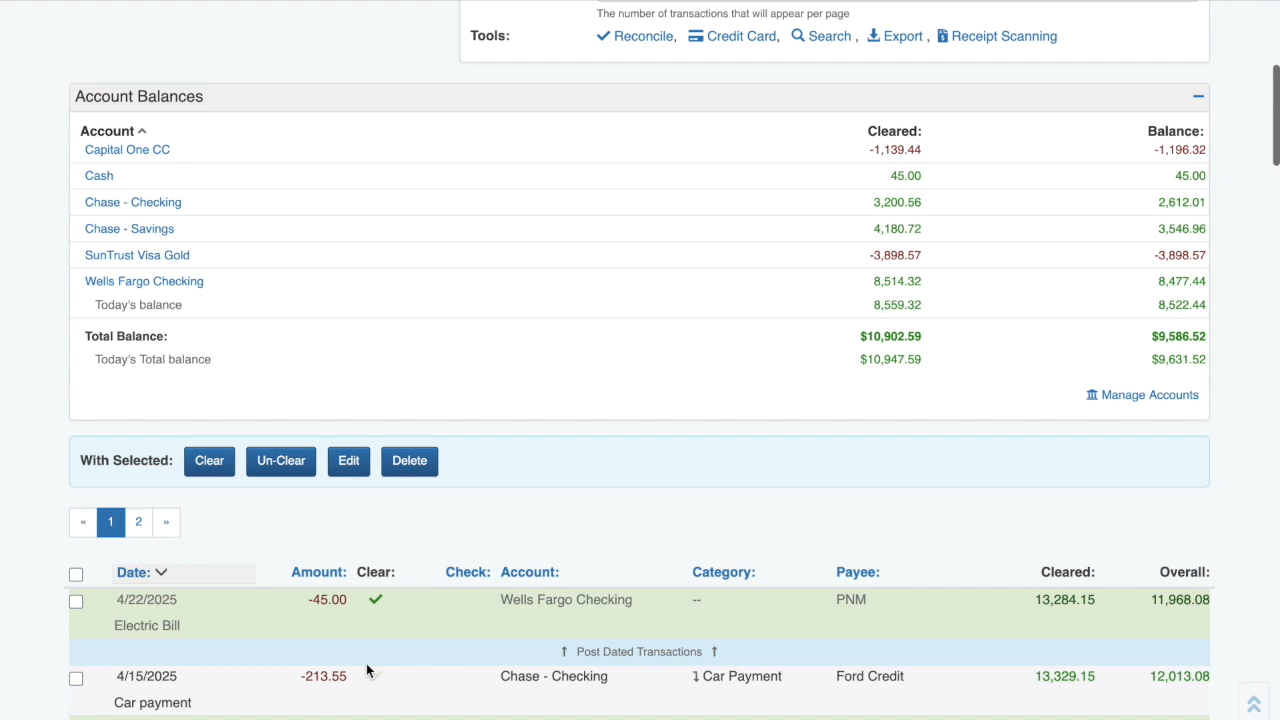 The number of transactions that will appear per page
Tools: Reconcile, Credit Card, Search , Export , Receipt Scanning
Account Balances
Account Cleared: Balance:
Capital One CC -1,139.44 -1,196.32
Cash 45.00 45.00
Chase - Checking 3,200.56 2,612.01
Chase - Savings 4,180.72 3,546.96
SunTrust Visa Gold -3,898.57 -3,898.57
Wells Fargo Checking 8,514.32 8,477.44
Today's balance 8,559.32 8,522.44
Total Balance: $10,902.59 $9,586.52
Today's Total balance $10,947.59 $9,631.52
Manage Accounts
With Selected: Clear Un-Clear Edit Delete
« 1 2 »
Date: Amount: Clear: Check: Account: Category: Payee: Cleared: Overall:
4/22/2025 -45.00 Wells Fargo Checking -- PNM 13,284.15 11,968.08
Electric Bill
↑ Post Dated Transactions ↑
4/15/2025 -213.55 Chase - Checking Car Payment Ford Credit 13,329.15 12,013.08
Car payment